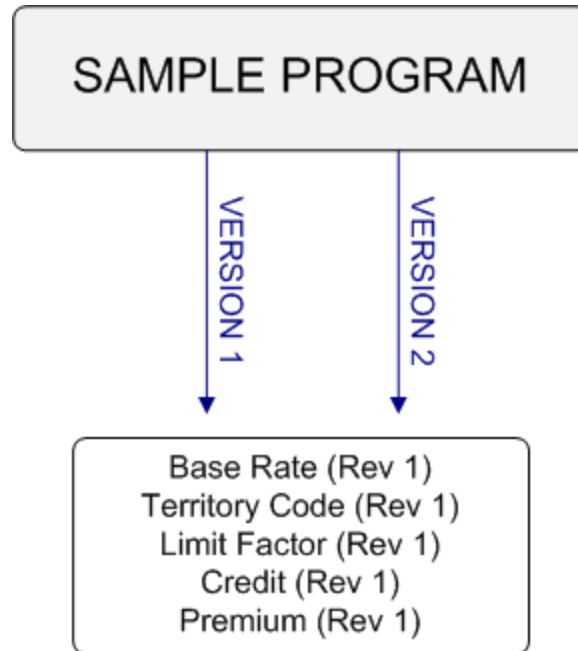 SAMPLE PROGRAM
VERSION 1
VERSION 2
Base Rate (Rev 1)
Territory Code (Rev 1)
Limit Factor (Rev 1)
Credit (Rev 1)
Premium (Rev 1)